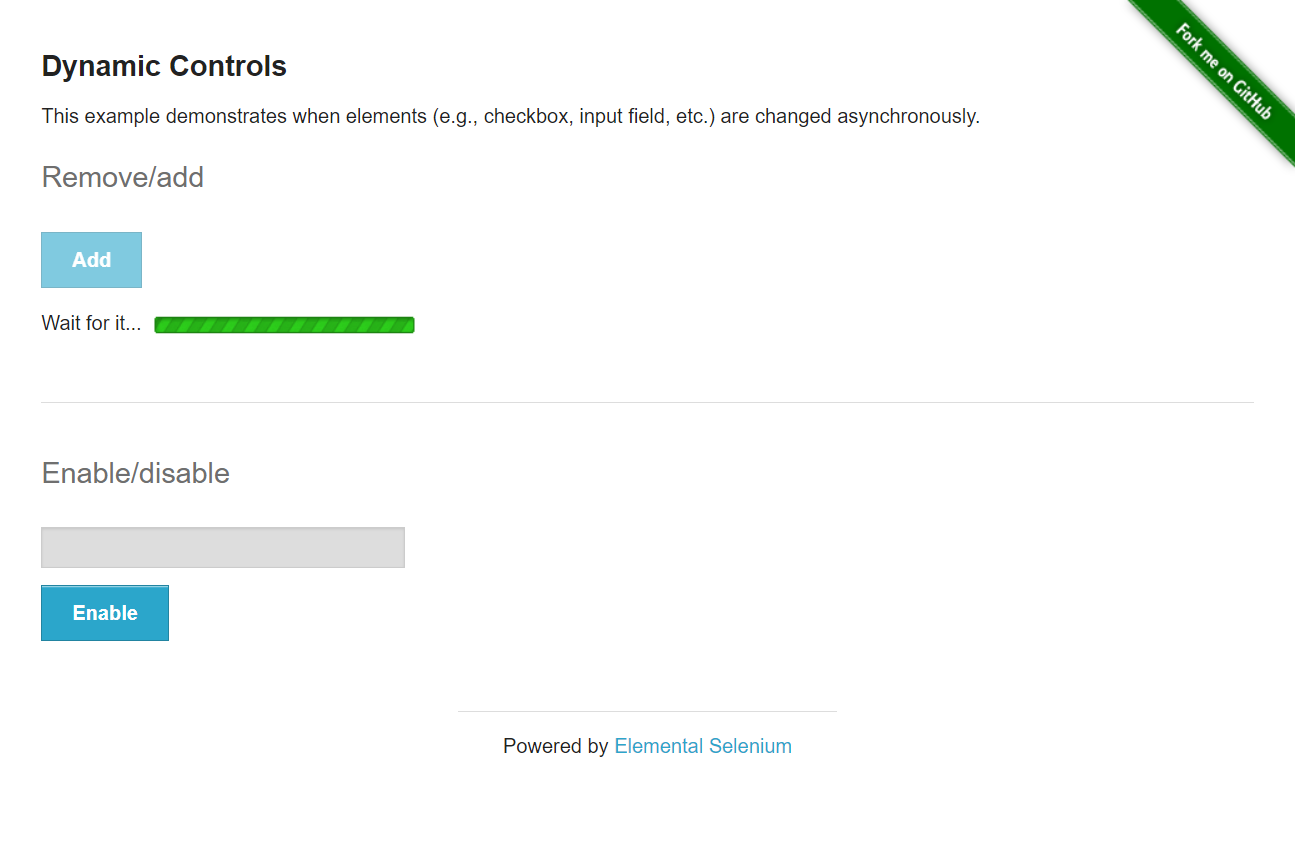 Fork me on GitHub
Dynamic Controls
This example demonstrates when elements (e.g., checkbox, input field, etc.) are changed asynchronously.
Remove/add
Add
Wait for it...
Enable/disable
Enable
Powered by Elemental Selenium